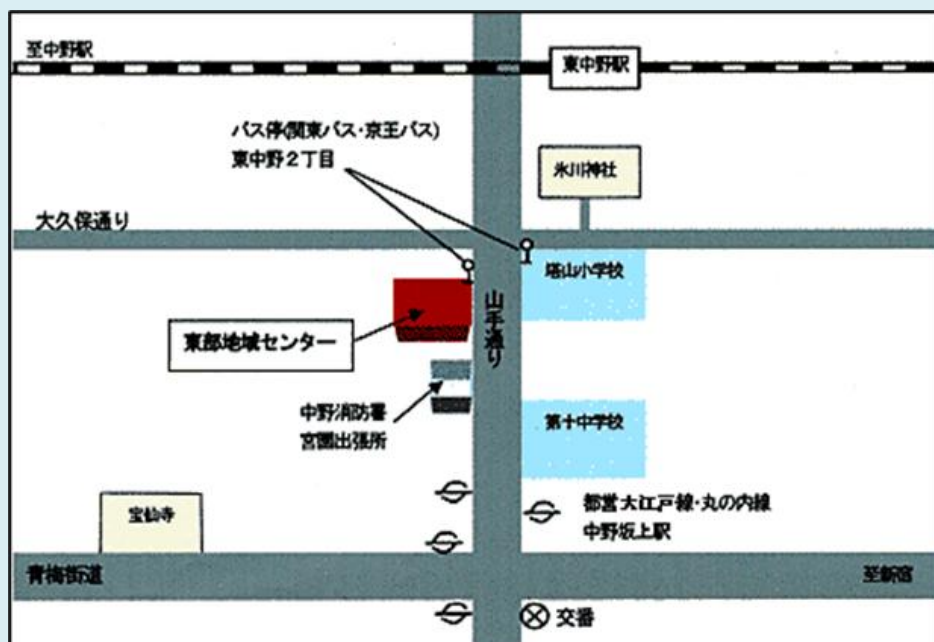 至中野駅
東中野駅
バス停(関東バス・京王バス)
東中野2丁目
氷川神社
大久保通り
塔山小学校
山手通り
東部地域センター
中野消防署
宮園出張所
第十中学校
都営大江戸線・丸の内線
中野坂上駅
宝仙寺
青梅街道
至新宿
交番